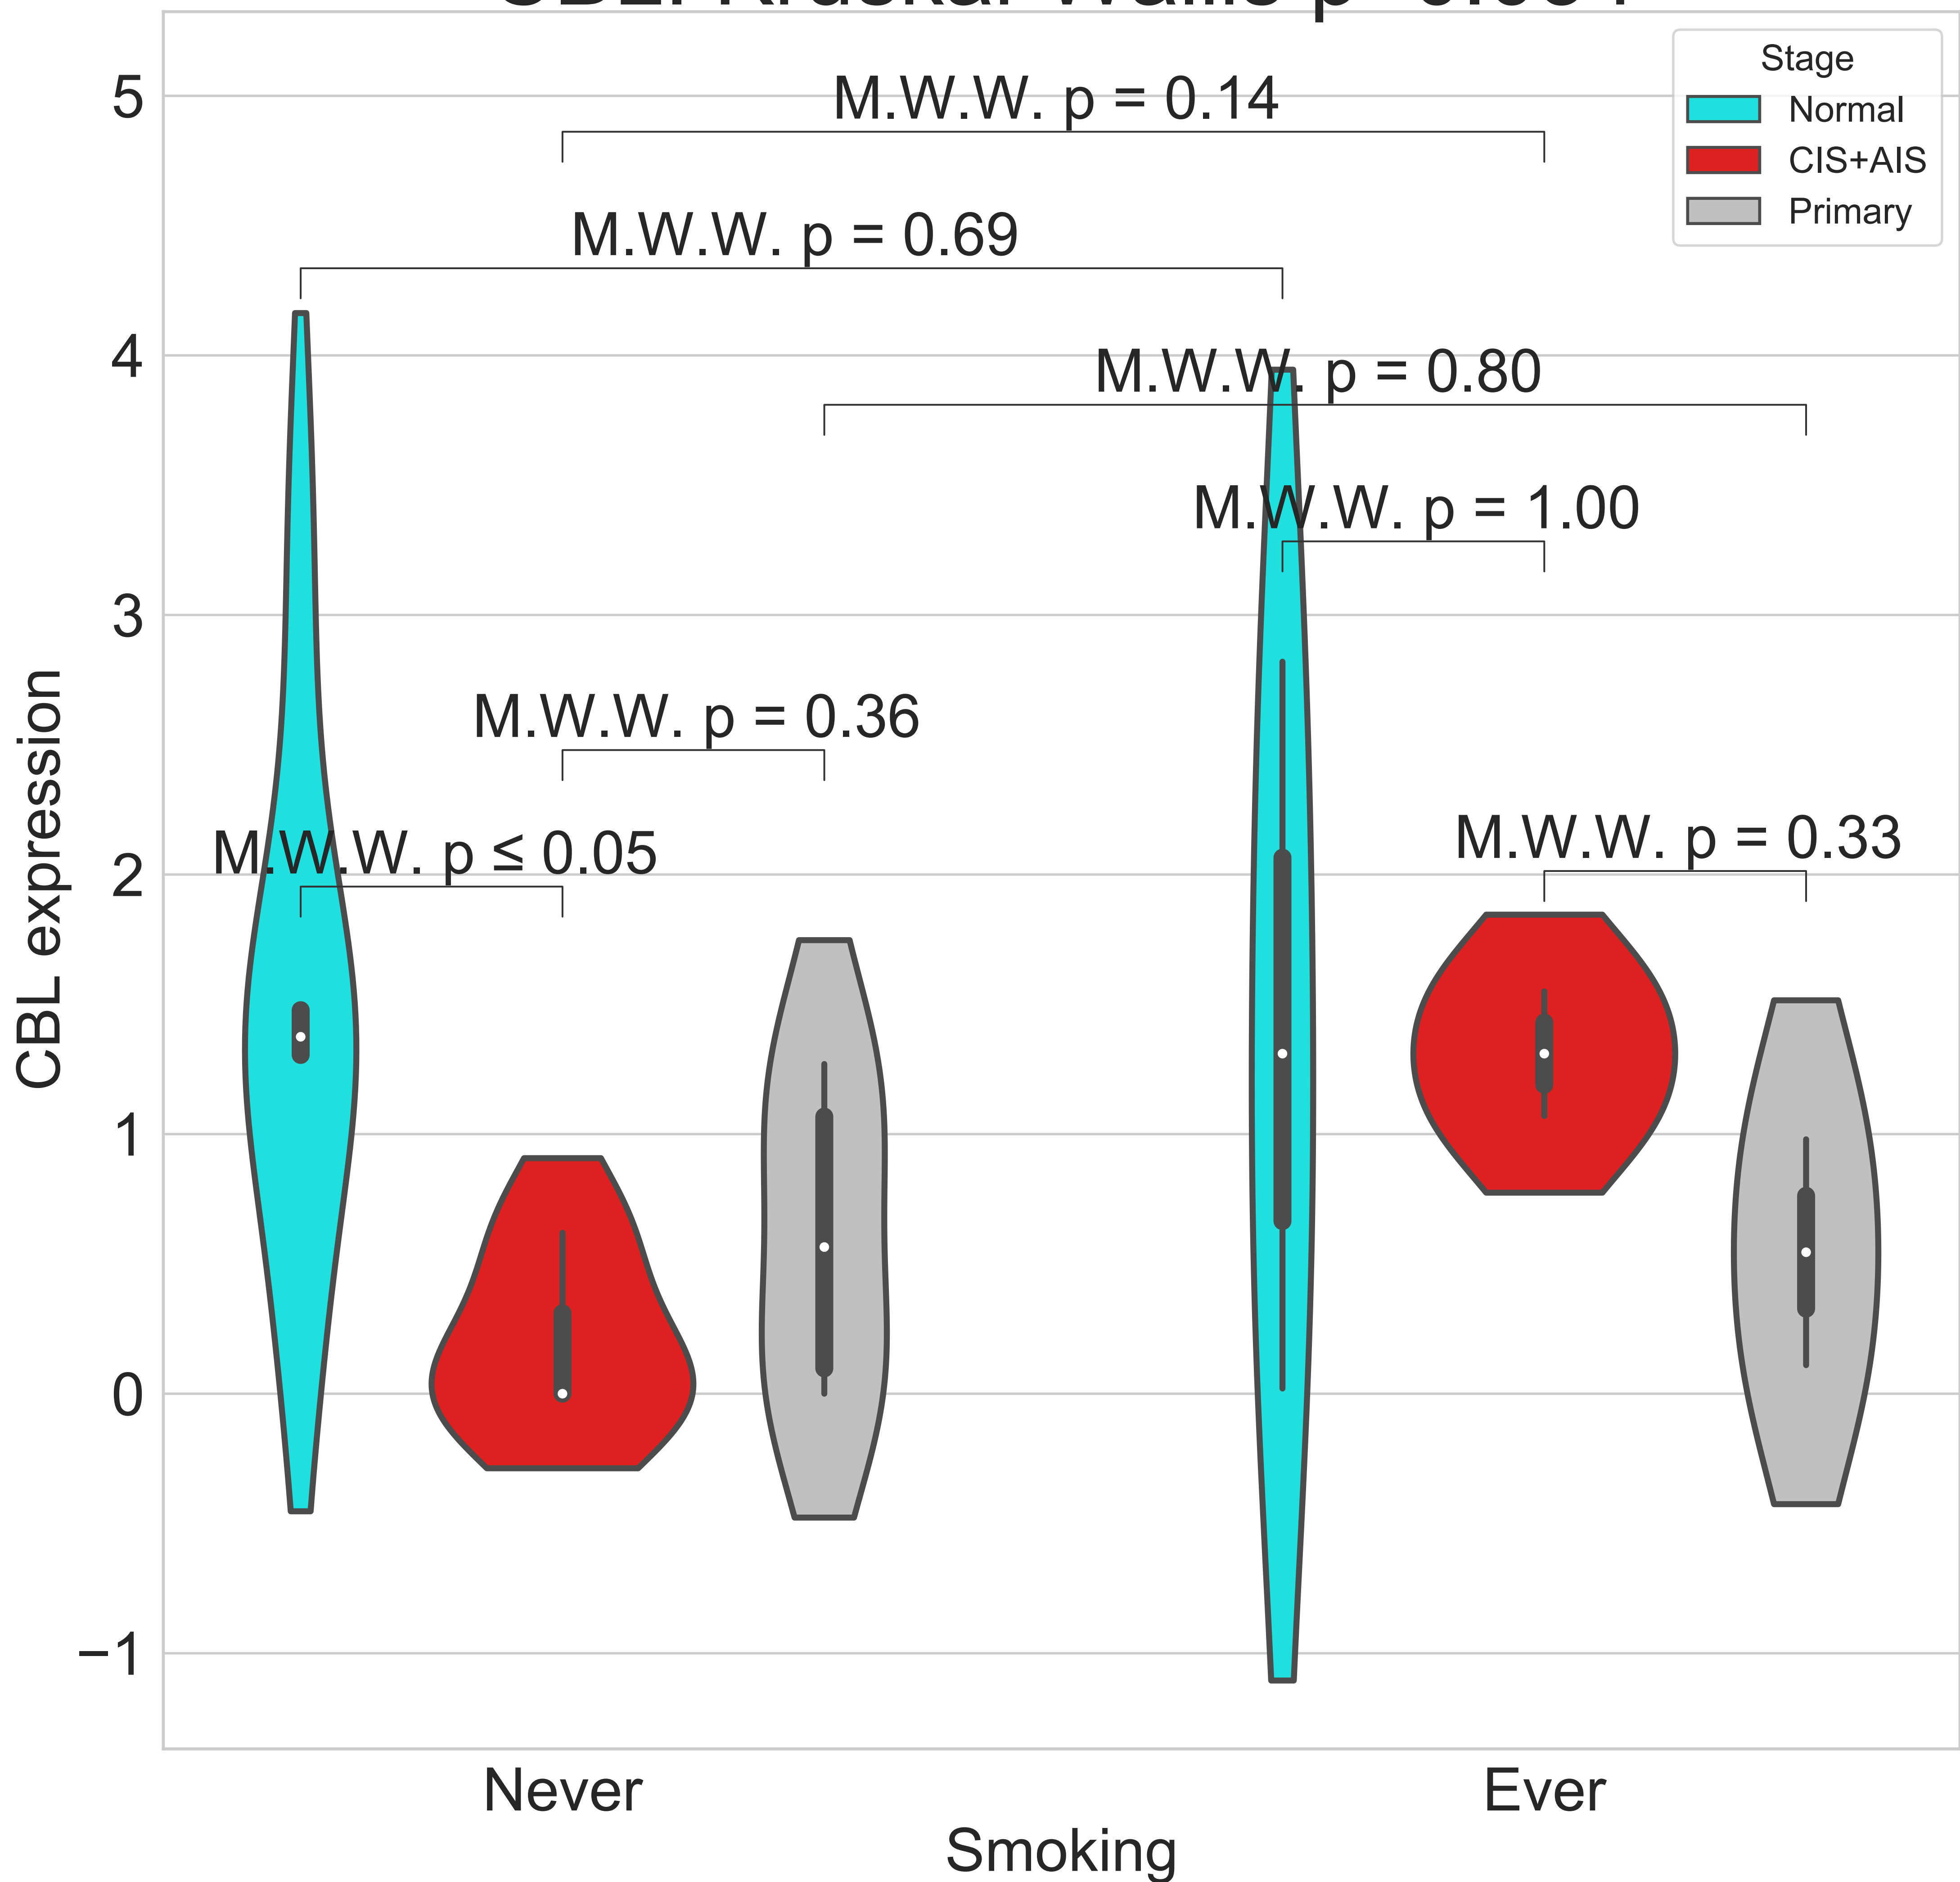 5
4
3
2
1
0
−1
CBL expression
Stage
Normal
CIS+AIS
Primary
M.W.W. p = 0.14
M.W.W. p = 0.69
M.W.W. p = 0.80
M.W.W. p = 1.00
M.W.W. p = 0.36
M.W.W. p ≤ 0.05
M.W.W. p = 0.33
Never
Ever
Smoking